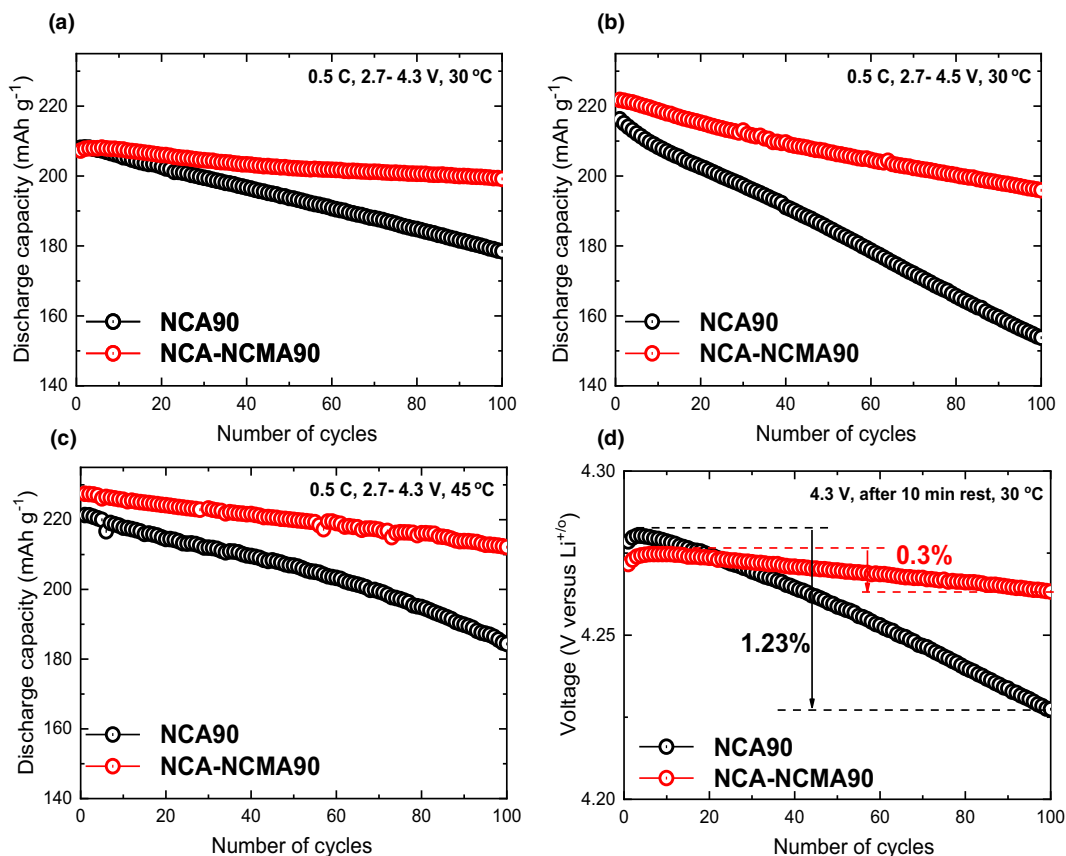 (a)
0.5 C, 2.7- 4.3 V, 30 ºC
Discharge capacity (mAh g⁻¹)
220
200
180
160
140
NCA90
NCA-NCMA90
0 20 40 60 80 100
Number of cycles
(b)
0.5 C, 2.7- 4.5 V, 30 ºC
Discharge capacity (mAh g⁻¹)
220
200
180
160
140
NCA90
NCA-NCMA90
0 20 40 60 80 100
Number of cycles
(c)
0.5 C, 2.7- 4.3 V, 45 ºC
Discharge capacity (mAh g⁻¹)
220
200
180
160
140
NCA90
NCA-NCMA90
0 20 40 60 80 100
Number of cycles
(d)
4.3 V, after 10 min rest, 30 ºC
Voltage (V versus Li⁺/⁰)
4.30
4.25
4.20
0.3%
1.23%
NCA90
NCA-NCMA90
0 20 40 60 80 100
Number of cycles